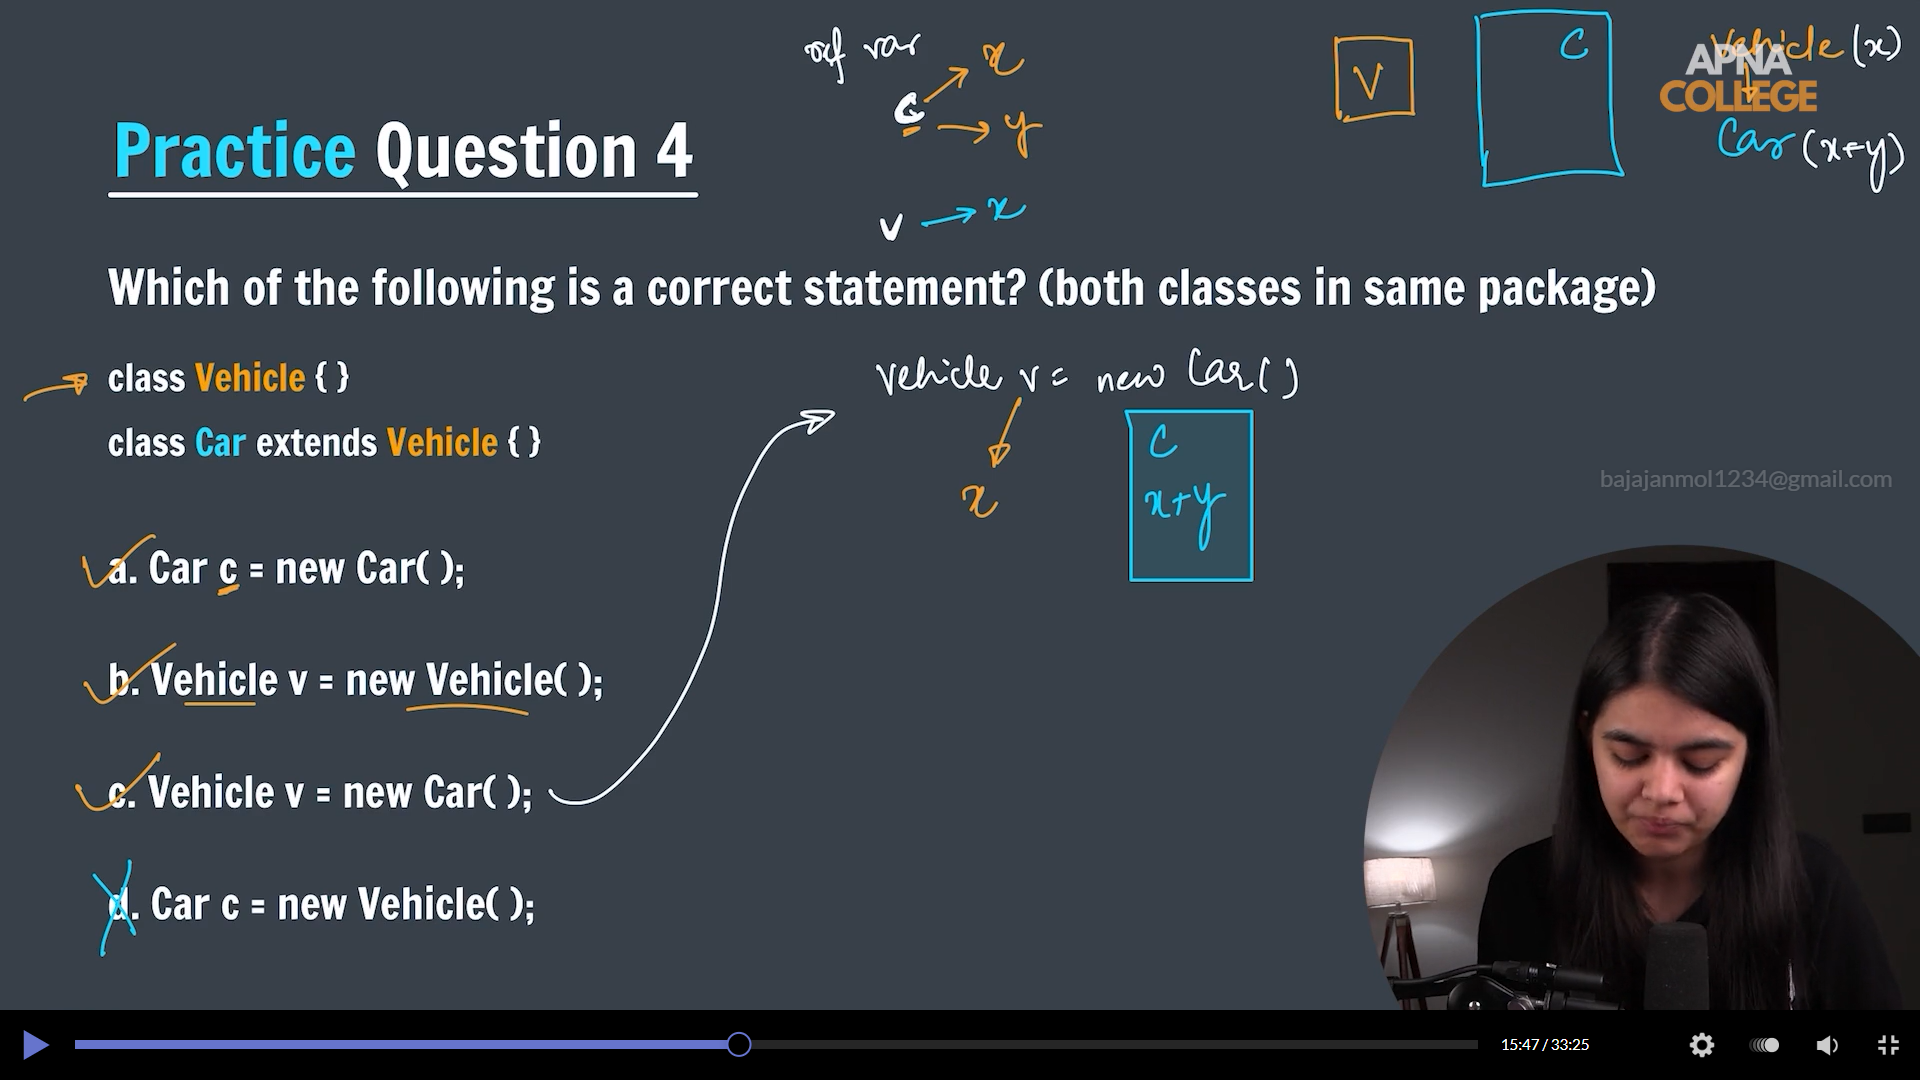 ref var
c → x
→ y
v → x
V
C
Vehicle (x)
APNA
COLLEGE
Car (x+y)
Practice Question 4
Which of the following is a correct statement? (both classes in same package)
class Vehicle { }
class Car extends Vehicle { }
vehicle v = new Car()
x
C
x+y
bajajanmol1234@gmail.com
a. Car c = new Car( );
b. Vehicle v = new Vehicle( );
c. Vehicle v = new Car( );
d. Car c = new Vehicle( );
15:47 / 33:25